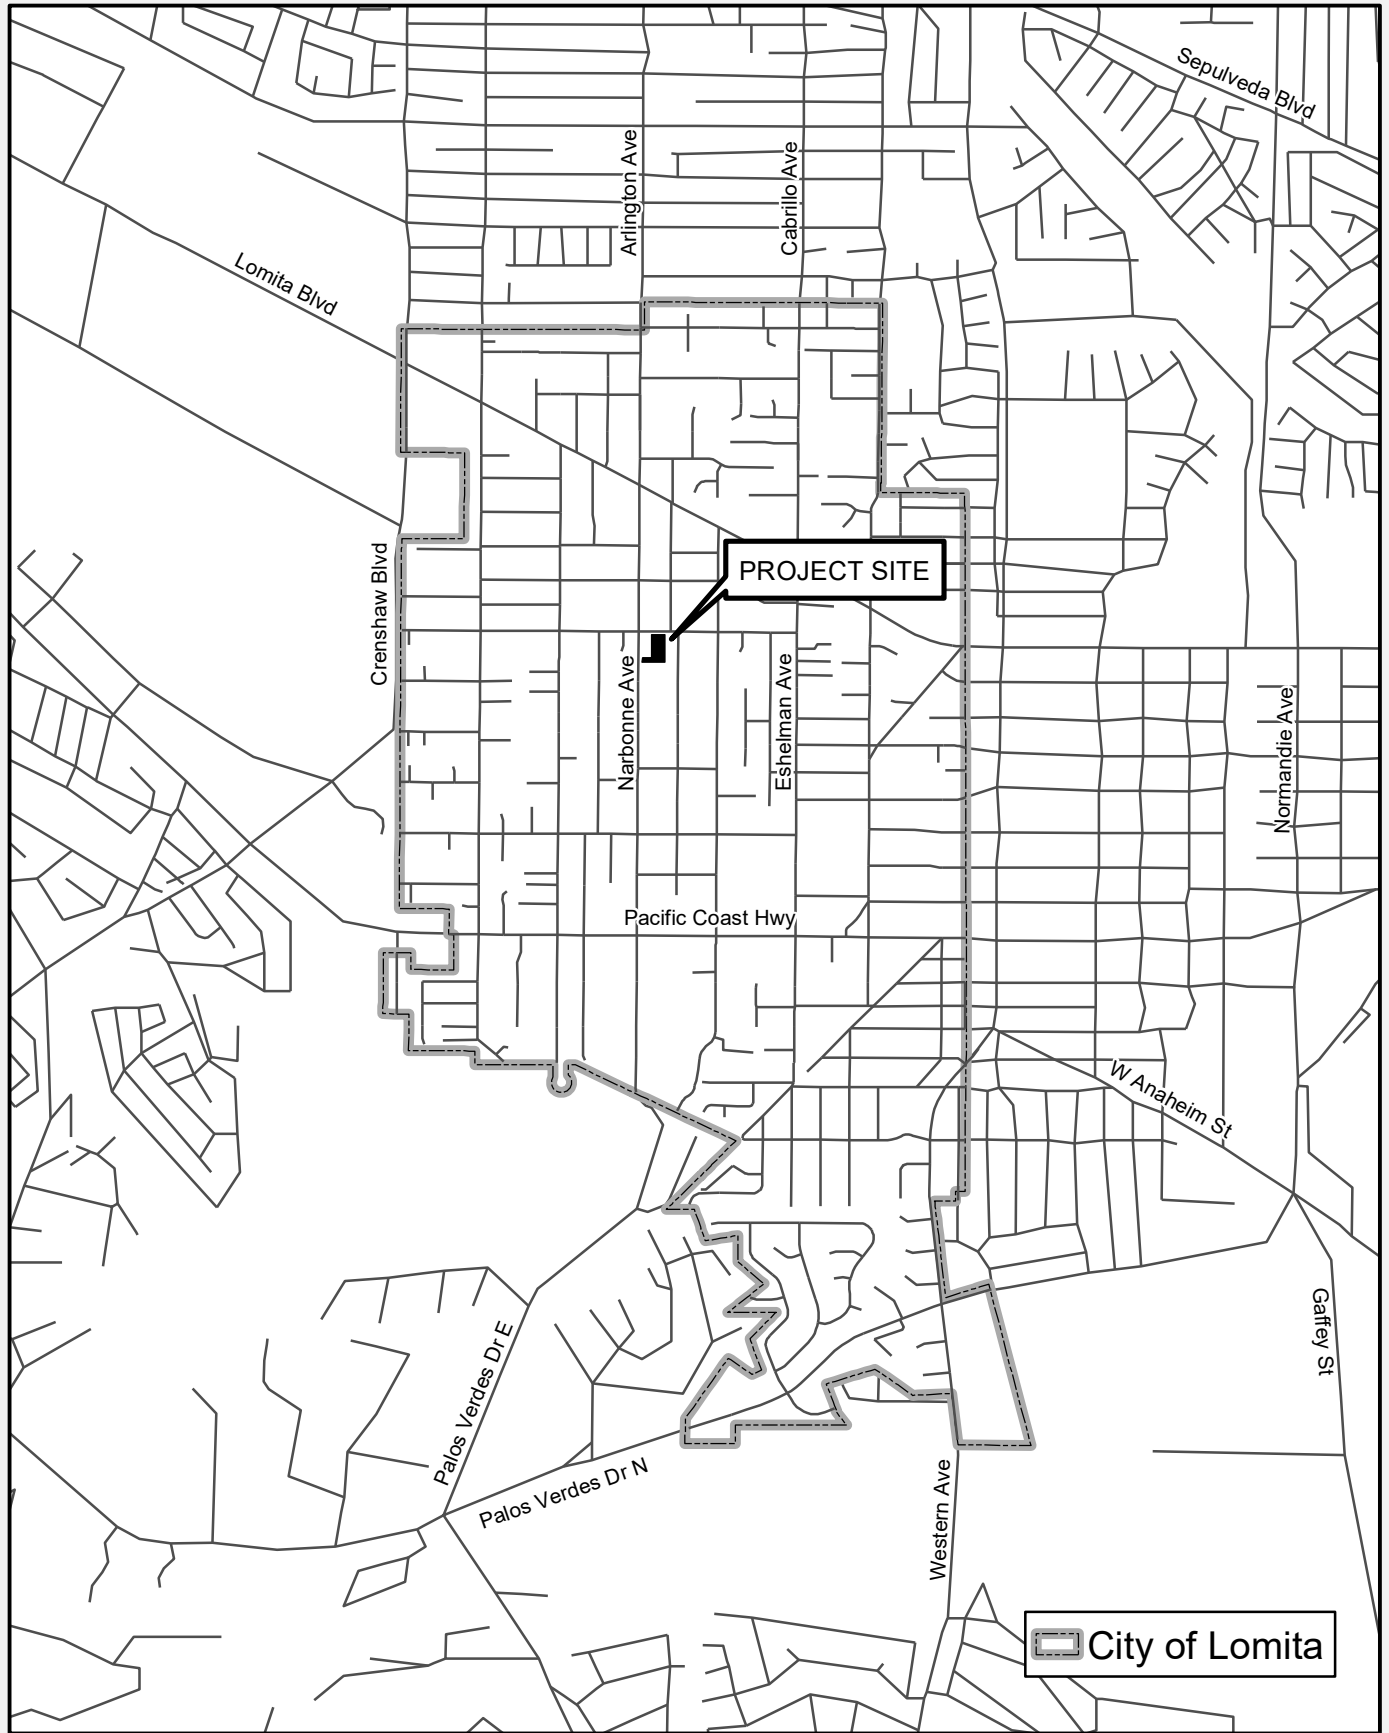 Sepulveda Blvd
Arlington Ave
Cabrillo Ave
Lomita Blvd
PROJECT SITE
Crenshaw Blvd
Narbonne Ave
Eshelman Ave
Normandie Ave
Pacific Coast Hwy
W Anaheim St
Gaffey St
Palos Verdes Dr E
Palos Verdes Dr N
Western Ave
City of Lomita